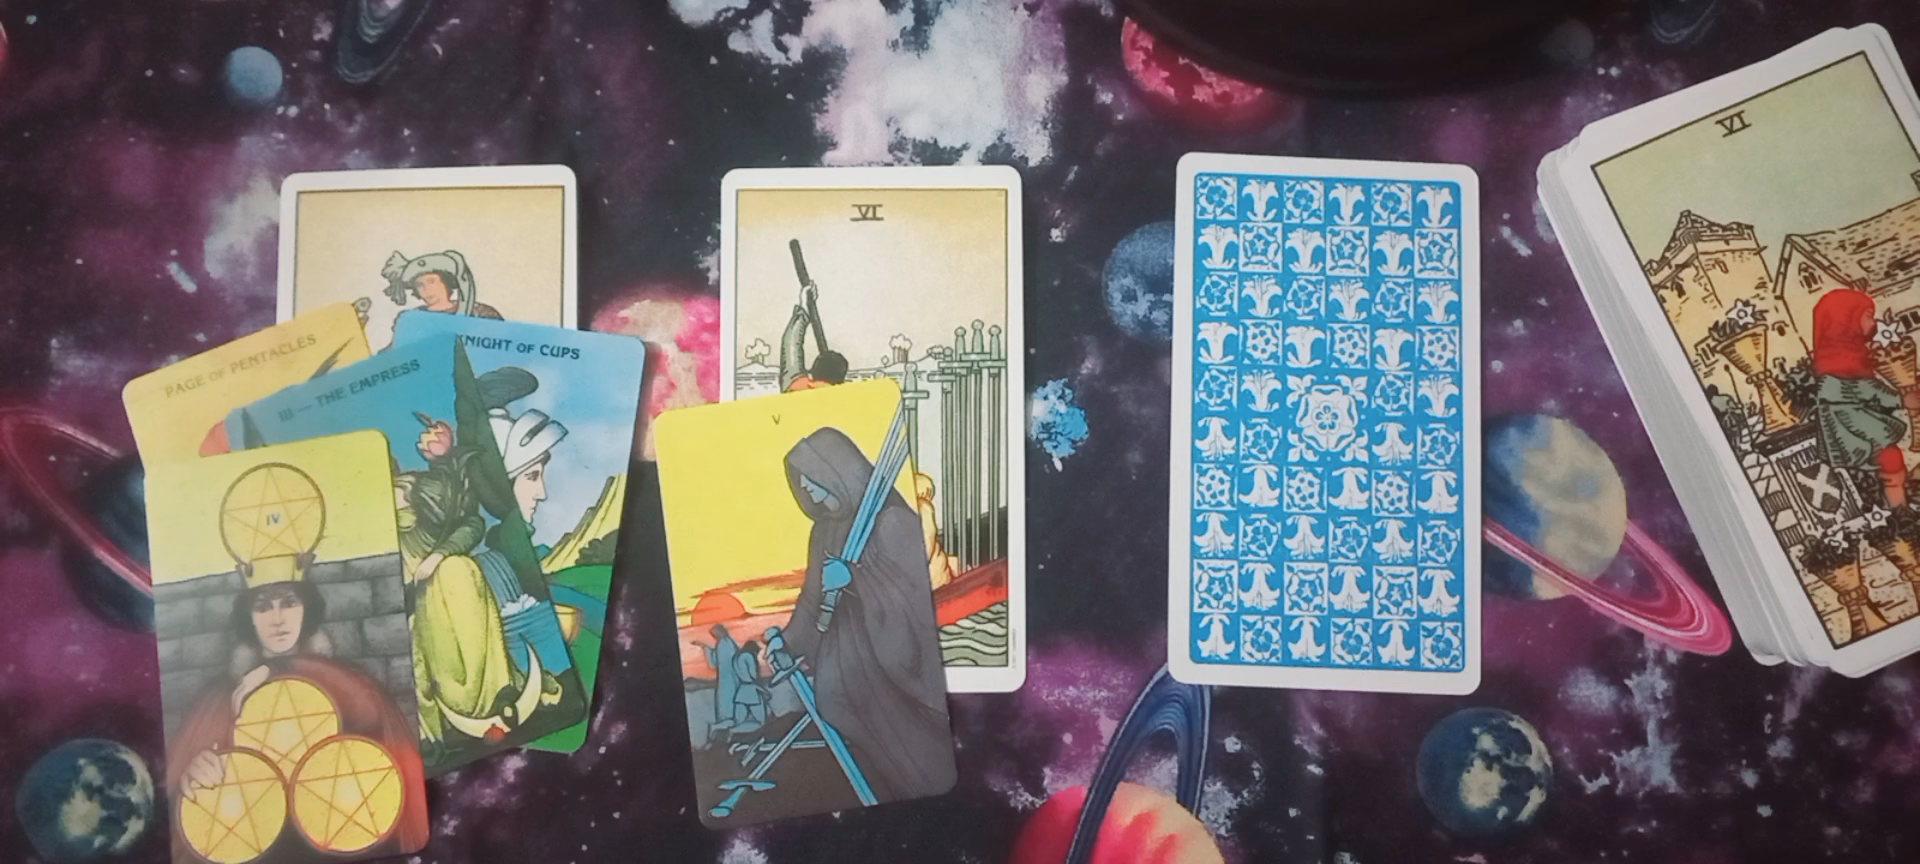 VI
VI
PAGE OF PENTACLES
III — THE EMPRESS
KNIGHT OF CUPS
V
IV